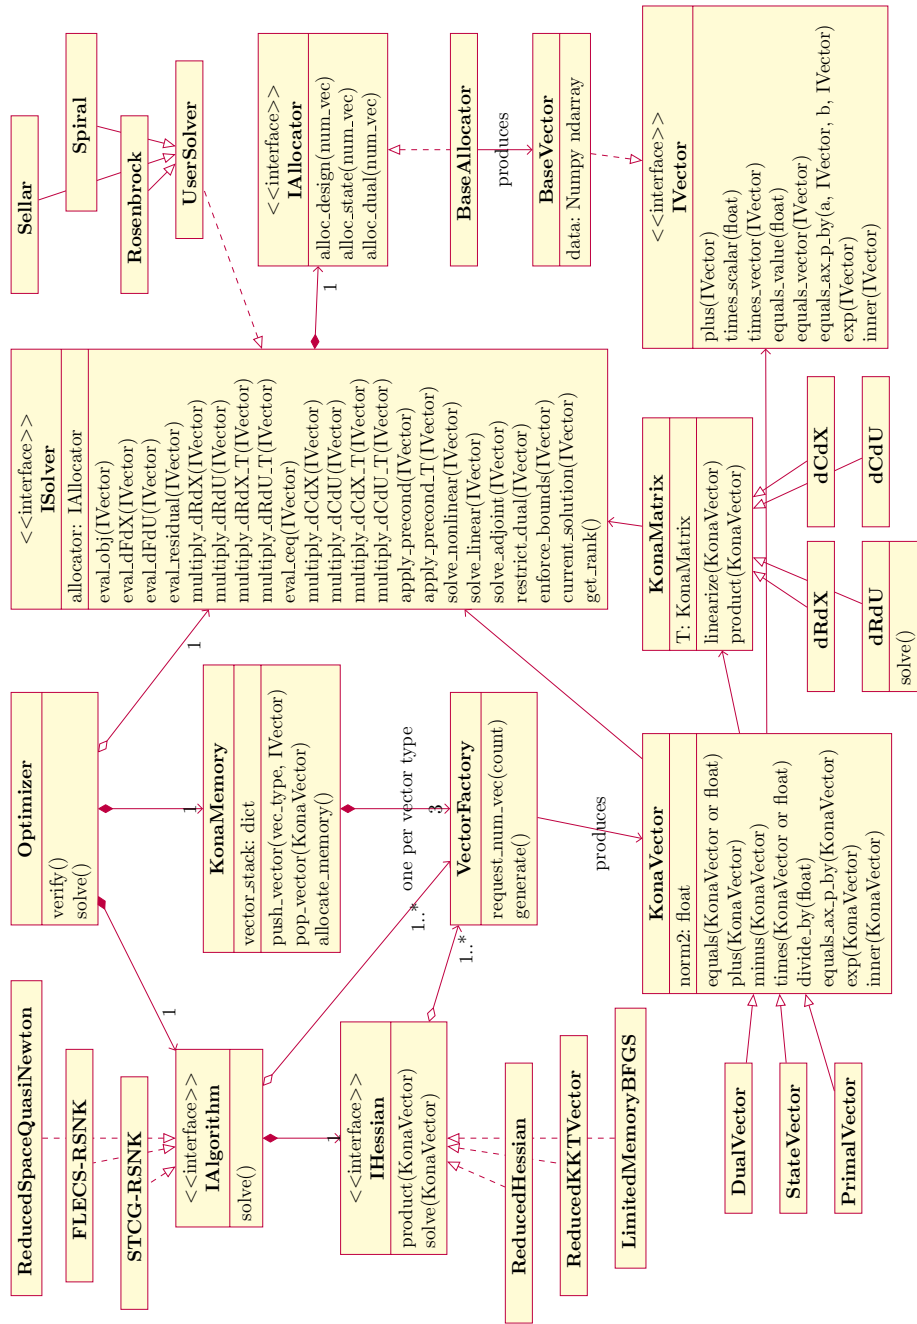 ReducedSpaceQuasiNewton
FLECS-RSNK
STCG-RSNK
<<interface>>
IAlgorithm
solve()
<<interface>>
IHessian
product(KonaVector)
solve(KonaVector)
ReducedHessian
ReducedKKTVector
LimitedMemoryBFGS
DualVector
StateVector
PrimalVector
Optimizer
verify()
solve()
1
1
1
1
KonaMemory
vector_stack: dict
push_vector(vec_type, IVector)
pop_vector(KonaVector)
allocate_memory()
one per vector type
3
1..*
1..*
VectorFactory
request_num_vec(count)
generate()
produces
KonaVector
norm2: float
equals(KonaVector or float)
plus(KonaVector)
minus(KonaVector)
times(KonaVector or float)
divide_by(float)
equals_ax_p_by(KonaVector)
exp(KonaVector)
inner(KonaVector)
<<interface>>
ISolver
allocator: IAllocator
eval_obj(IVector)
eval_dFdX(IVector)
eval_dFdU(IVector)
eval_residual(IVector)
multiply_dRdX(IVector)
multiply_dRdU(IVector)
multiply_dRdX_T(IVector)
multiply_dRdU_T(IVector)
eval_ceq(IVector)
multiply_dCdX(IVector)
multiply_dCdU(IVector)
multiply_dCdX_T(IVector)
multiply_dCdU_T(IVector)
apply_precond(IVector)
apply_precond_T(IVector)
solve_nonlinear(IVector)
solve_linear(IVector)
solve_adjoint(IVector)
restrict_dual(IVector)
enforce_bounds(IVector)
current_solution(IVector)
get_rank()
KonaMatrix
T: KonaMatrix
linearize(KonaVector)
product(KonaVector)
dRdX
dRdU
solve()
dCdX
dCdU
Sellar
Spiral
Rosenbrock
UserSolver
1
<<interface>>
IAllocator
alloc_design(num_vec)
alloc_state(num_vec)
alloc_dual(num_vec)
BaseAllocator
produces
BaseVector
data: Numpy ndarray
<<interface>>
IVector
plus(IVector)
times_scalar(float)
times_vector(IVector)
equals_value(float)
equals_vector(IVector)
equals_ax_p_by(a, IVector, b, IVector)
exp(IVector)
inner(IVector)